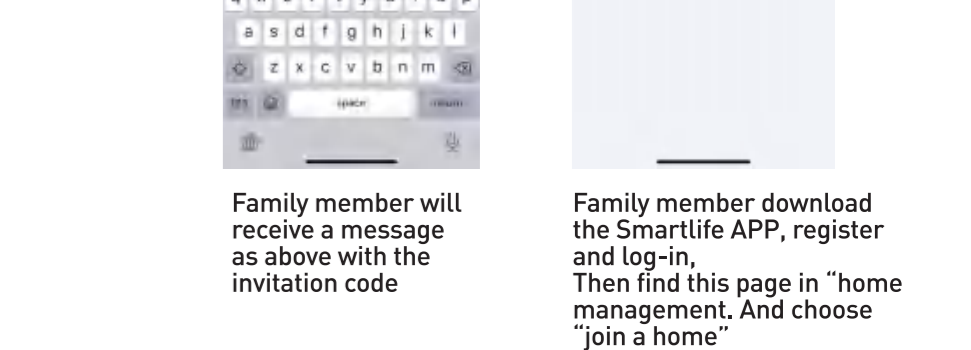 a s d f g h j k l
z x c v b n m
space
Family member will
receive a message
as above with the
invitation code
Family member download
the Smartlife APP, register
and log-in,
Then find this page in “home
management. And choose
“join a home”